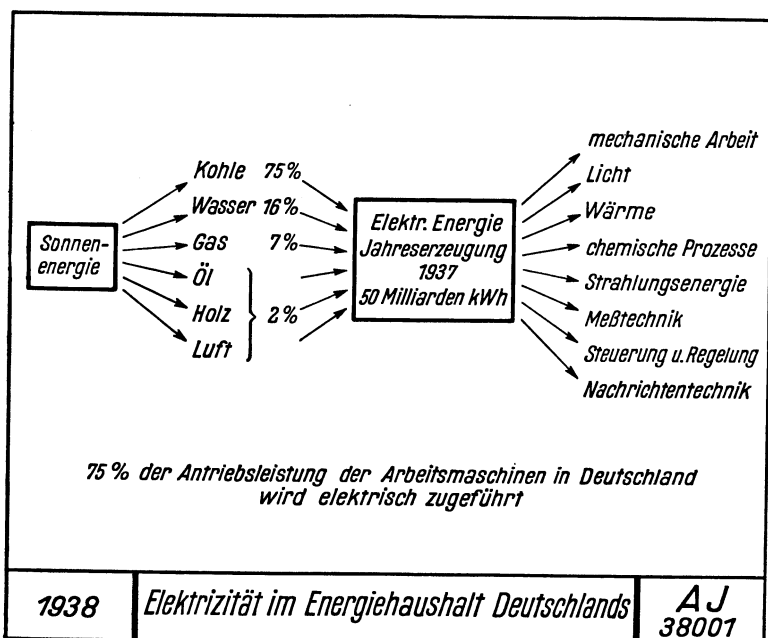 Sonnen-
energie
Kohle 75%
Wasser 16%
Gas 7%
Öl
Holz 2%
Luft
Elektr. Energie
Jahreserzeugung
1937
50 Milliarden kWh
mechanische Arbeit
Licht
Wärme
chemische Prozesse
Strahlungsenergie
Meßtechnik
Steuerung u. Regelung
Nachrichtentechnik
75% der Antriebsleistung der Arbeitsmaschinen in Deutschland
wird elektrisch zugeführt
1938
Elektrizität im Energiehaushalt Deutschlands
AJ
38001